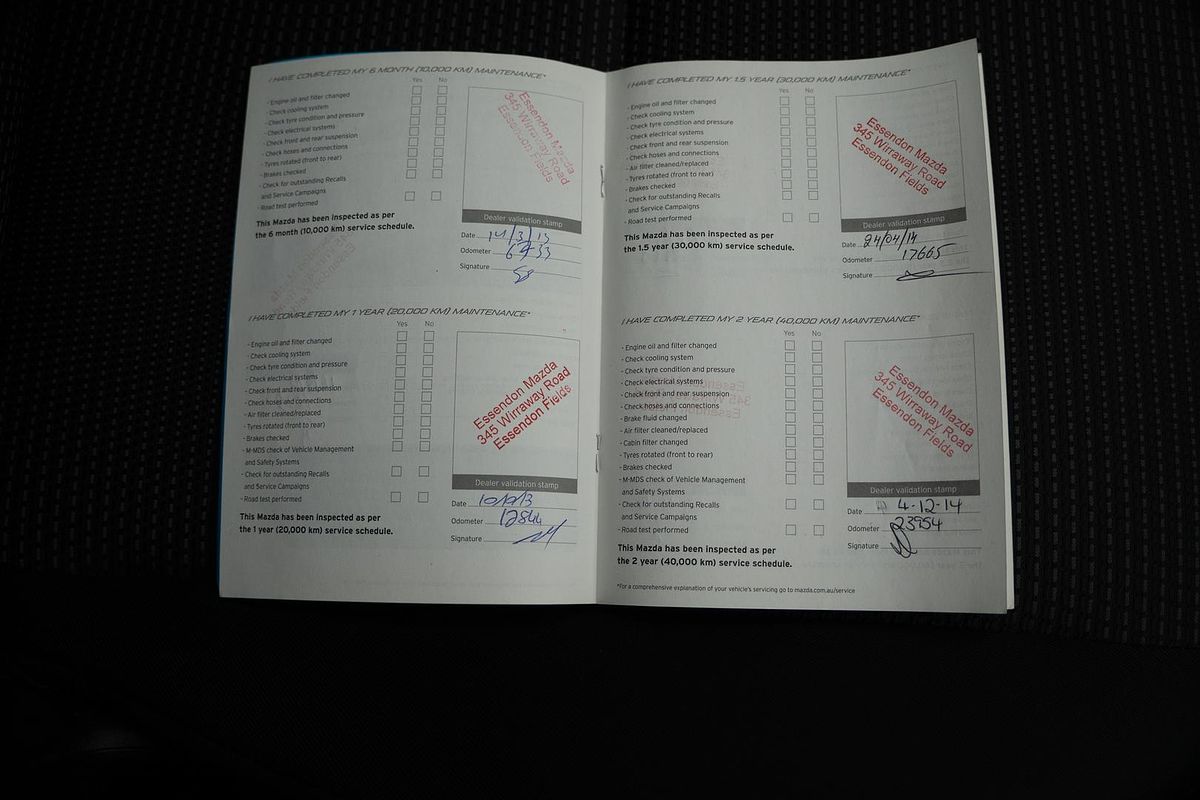 I HAVE COMPLETED MY 6 MONTH (10,000 KM) MAINTENANCE*
Yes No
- Engine oil and filter changed
- Check cooling system
- Check tyre condition and pressure
- Check electrical systems
- Check front and rear suspension
- Check hoses and connections
- Tyres rotated (front to rear)
- Brakes checked
- Check for outstanding Recalls
and Service Campaigns
- Road test performed
This Mazda has been inspected as per
the 6 month (10,000 km) service schedule.
Essendon Mazda
345 Wirraway Road
Essendon Fields
Dealer validation stamp
Date 14/3/13
Odometer
Signature
I HAVE COMPLETED MY 1 YEAR (20,000 KM) MAINTENANCE*
Yes No
- Engine oil and filter changed
- Check cooling system
- Check tyre condition and pressure
- Check electrical systems
- Check front and rear suspension
- Check hoses and connections
- Air filter cleaned/replaced
- Tyres rotated (front to rear)
- Brakes checked
- M-MDS check of Vehicle Management
and Safety Systems
- Check for outstanding Recalls
and Service Campaigns
- Road test performed
This Mazda has been inspected as per
the 1 year (20,000 km) service schedule.
Essendon Mazda
345 Wirraway Road
Essendon Fields
Dealer validation stamp
Date
Odometer 12844
Signature
I HAVE COMPLETED MY 1.5 YEAR (30,000 KM) MAINTENANCE*
Yes No
- Engine oil and filter changed
- Check cooling system
- Check tyre condition and pressure
- Check electrical systems
- Check front and rear suspension
- Check hoses and connections
- Air filter cleaned/replaced
- Tyres rotated (front to rear)
- Brakes checked
- Check for outstanding Recalls
and Service Campaigns
- Road test performed
This Mazda has been inspected as per
the 1.5 year (30,000 km) service schedule.
Essendon Mazda
345 Wirraway Road
Essendon Fields
Dealer validation stamp
Date 24/04/14
Odometer 17665
Signature
I HAVE COMPLETED MY 2 YEAR (40,000 KM) MAINTENANCE*
Yes No
- Engine oil and filter changed
- Check cooling system
- Check tyre condition and pressure
- Check electrical systems
- Check front and rear suspension
- Check hoses and connections
- Brake fluid changed
- Air filter cleaned/replaced
- Cabin filter changed
- Tyres rotated (front to rear)
- Brakes checked
- M-MDS check of Vehicle Management
and Safety Systems
- Check for outstanding Recalls
and Service Campaigns
- Road test performed
This Mazda has been inspected as per
the 2 year (40,000 km) service schedule.
Essendon Mazda
345 Wirraway Road
Essendon Fields
Dealer validation stamp
Date 4-12-14
Odometer 23954
Signature
*For a comprehensive explanation of your vehicle's servicing go to mazda.com.au/service